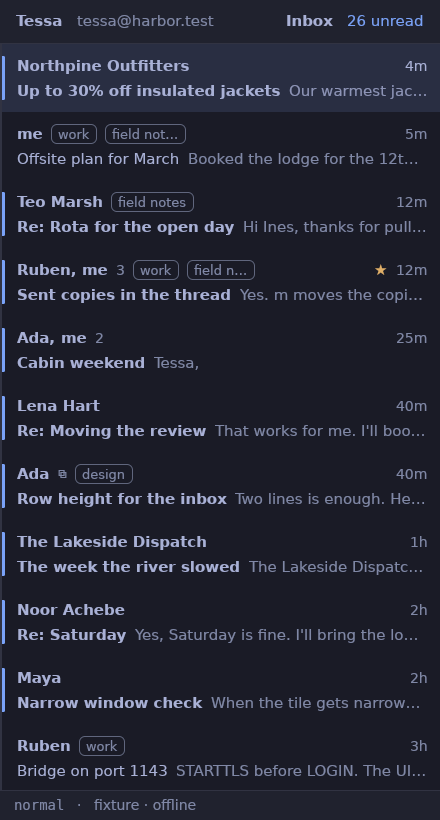 Tessa tessa@harbor.test Inbox 26 unread
Northpine Outfitters 4m
Up to 30% off insulated jackets Our warmest jac…
me work field not… 5m
Offsite plan for March Booked the lodge for the 12t…
Teo Marsh field notes 12m
Re: Rota for the open day Hi Ines, thanks for pull…
Ruben, me 3 work field n… ★ 12m
Sent copies in the thread Yes. m moves the copi…
Ada, me 2 25m
Cabin weekend Tessa,
Lena Hart 40m
Re: Moving the review That works for me. I'll boo…
Ada design 40m
Row height for the inbox Two lines is enough. He…
The Lakeside Dispatch 1h
The week the river slowed The Lakeside Dispatc…
Noor Achebe 2h
Re: Saturday Yes, Saturday is fine. I'll bring the lo…
Maya 2h
Narrow window check When the tile gets narrow…
Ruben work 3h
Bridge on port 1143 STARTTLS before LOGIN. The UI…
normal · fixture · offline